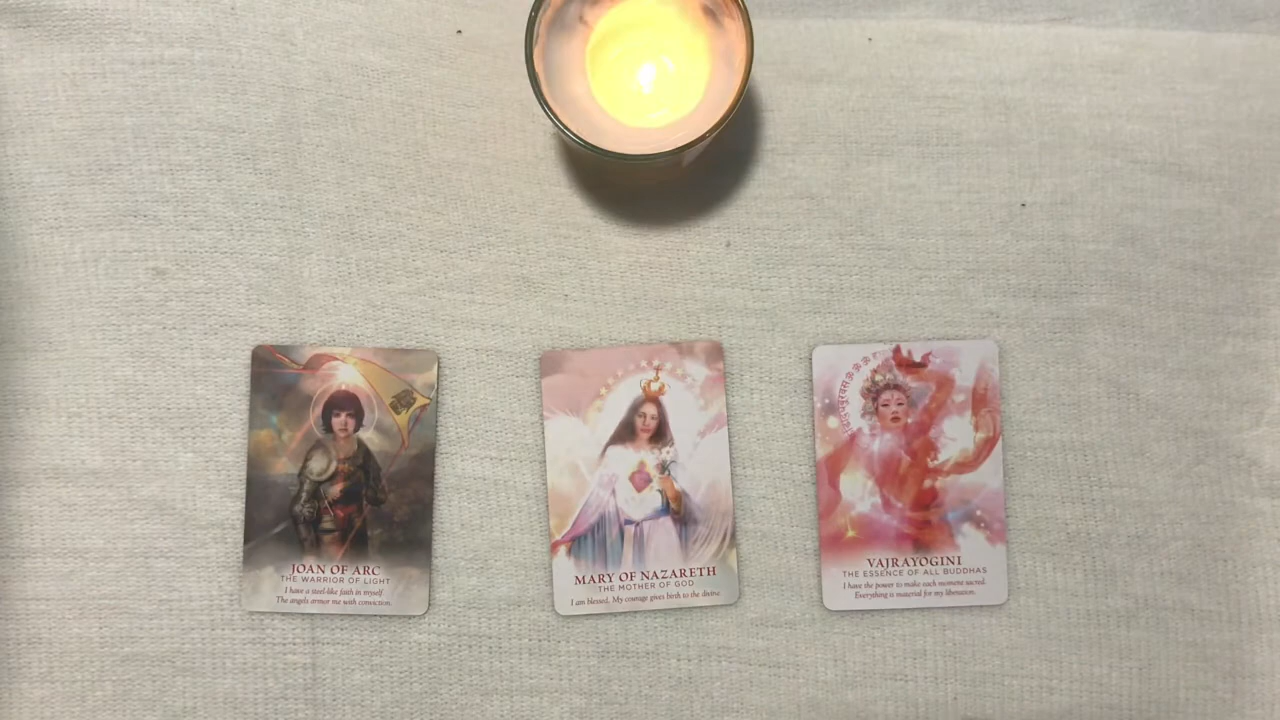 JOAN OF ARC
THE WARRIOR OF LIGHT
I have a steel-like faith in myself.
The angels armor me with conviction.
MARY OF NAZARETH
THE MOTHER OF GOD
I am blessed. My courage gives birth to the divine.
VAJRAYOGINI
THE ESSENCE OF ALL BUDDHAS
I have the power to make each moment sacred.
Everything is material for my liberation.